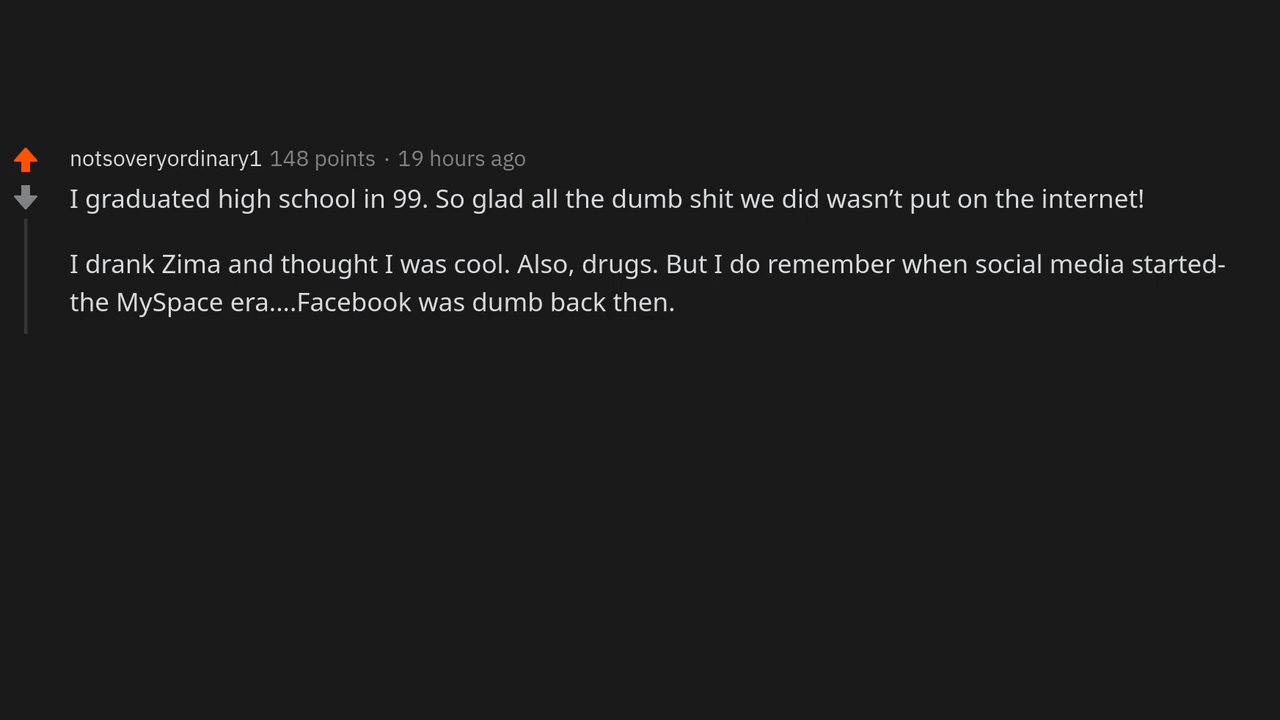 notsoveryordinary1 148 points · 19 hours ago
I graduated high school in 99. So glad all the dumb shit we did wasn’t put on the internet!
I drank Zima and thought I was cool. Also, drugs. But I do remember when social media started-
the MySpace era....Facebook was dumb back then.